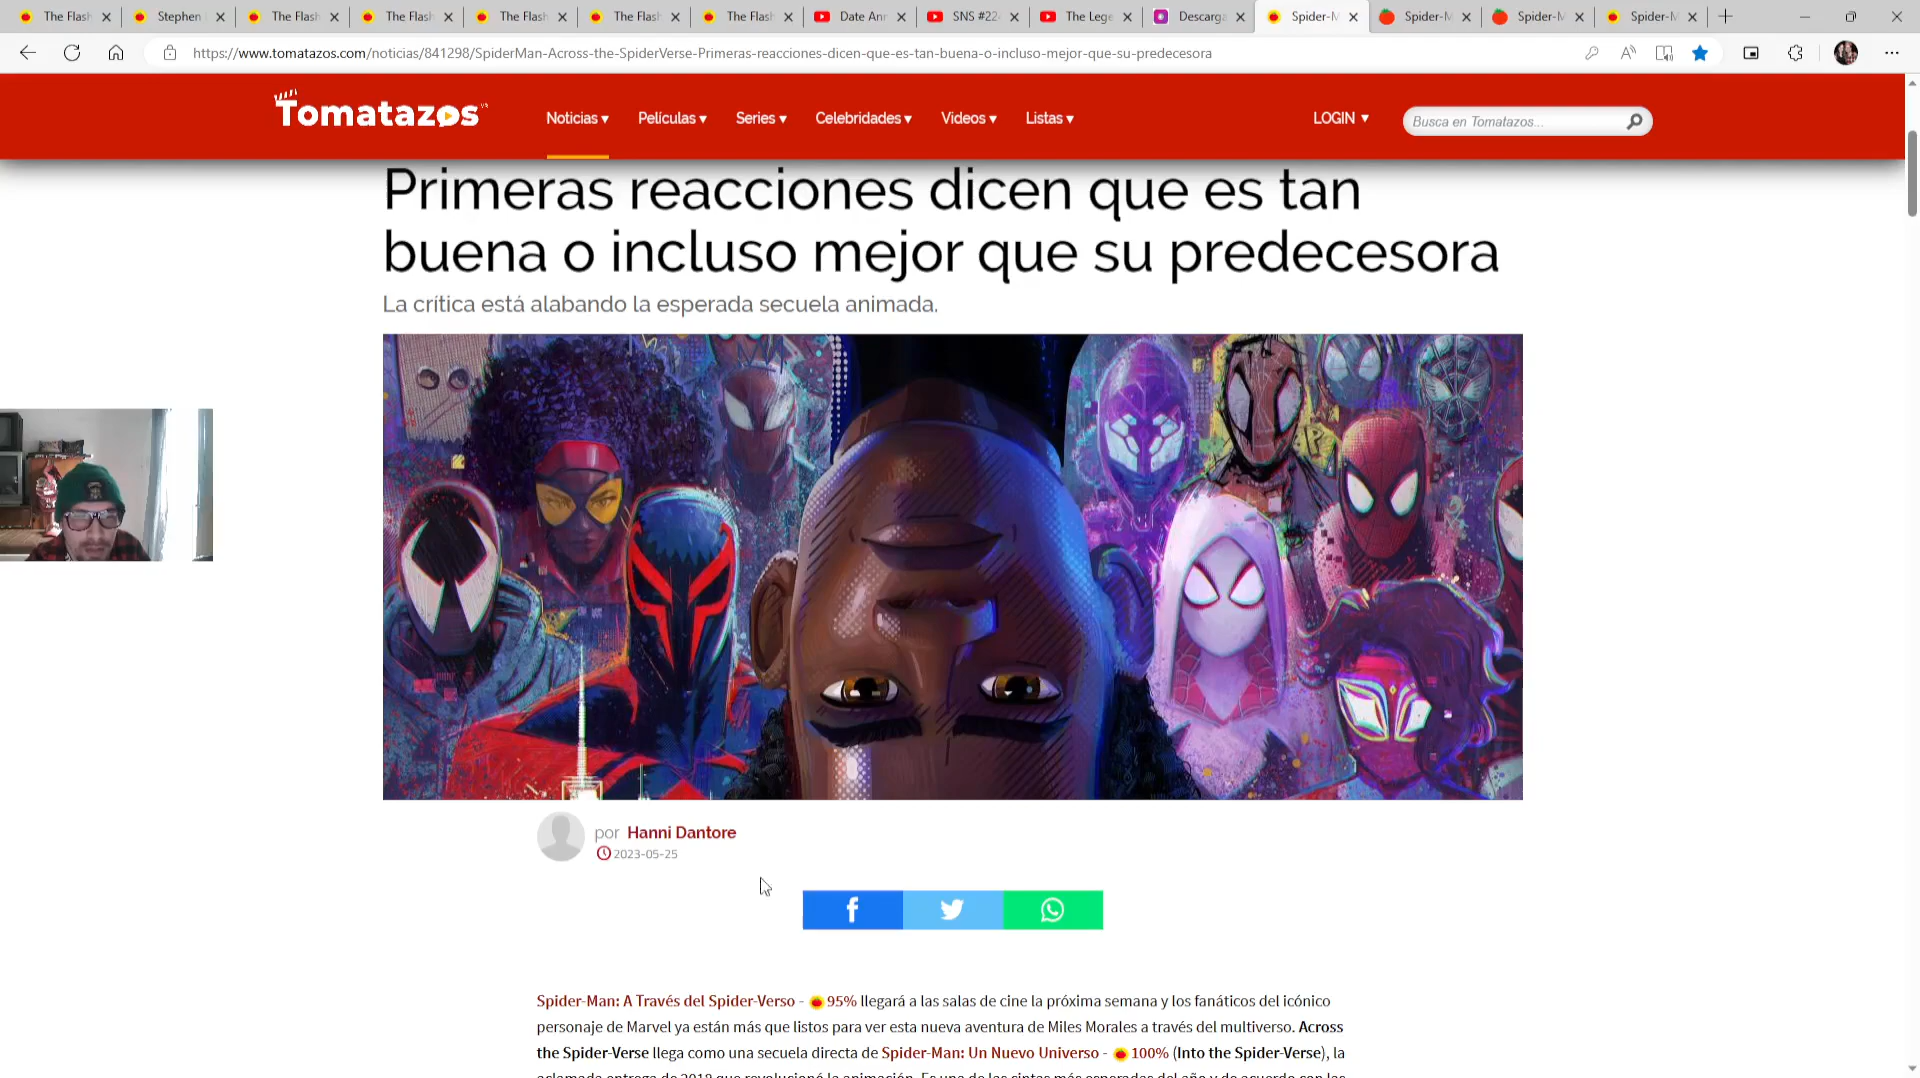 The Flash
Stephen
The Flash
The Flash
The Flash
The Flash
The Flash
Date Ann
SNS #22
The Lege
Descarga
Spider-M
Spider-M
Spider-M
Spider-M
https://www.tomatazos.com/noticias/841298/SpiderMan-Across-the-SpiderVerse-Primeras-reacciones-dicen-que-es-tan-buena-o-incluso-mejor-que-su-predecesora
Tomatazos
Noticias ▾ Películas ▾ Series ▾ Celebridades ▾ Videos ▾ Listas ▾
LOGIN ▼
Busca en Tomatazos...
Primeras reacciones dicen que es tan
buena o incluso mejor que su predecesora
La crítica está alabando la esperada secuela animada.
por Hanni Dantore
2023-05-25
Spider-Man: A Través del Spider-Verso - 95% llegará a las salas de cine la próxima semana y los fanáticos del icónico
personaje de Marvel ya están más que listos para ver esta nueva aventura de Miles Morales a través del multiverso. Across
the Spider-Verse llega como una secuela directa de Spider-Man: Un Nuevo Universo - 100% (Into the Spider-Verse), la